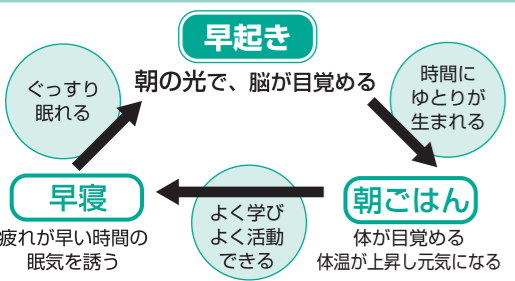 早起き
朝の光で、脳が目覚める
ぐっすり
眠れる
時間に
ゆとりが
生まれる
早寝
疲れが早い時間の
眠気を誘う
よく学び
よく活動
できる
朝ごはん
体が目覚める
体温が上昇し元気になる